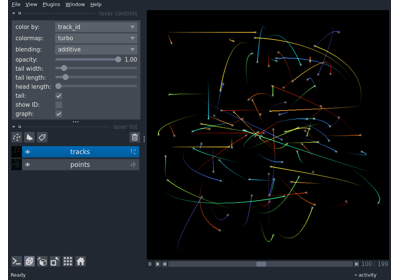 File View Plugins Window Help
layer controls
color by: track_id
colormap: turbo
blending: additive
opacity: 1.00
tail width:
tail length:
head length:
tail:
show ID:
graph:
layer list
tracks
points
100 | 199
Ready
activity